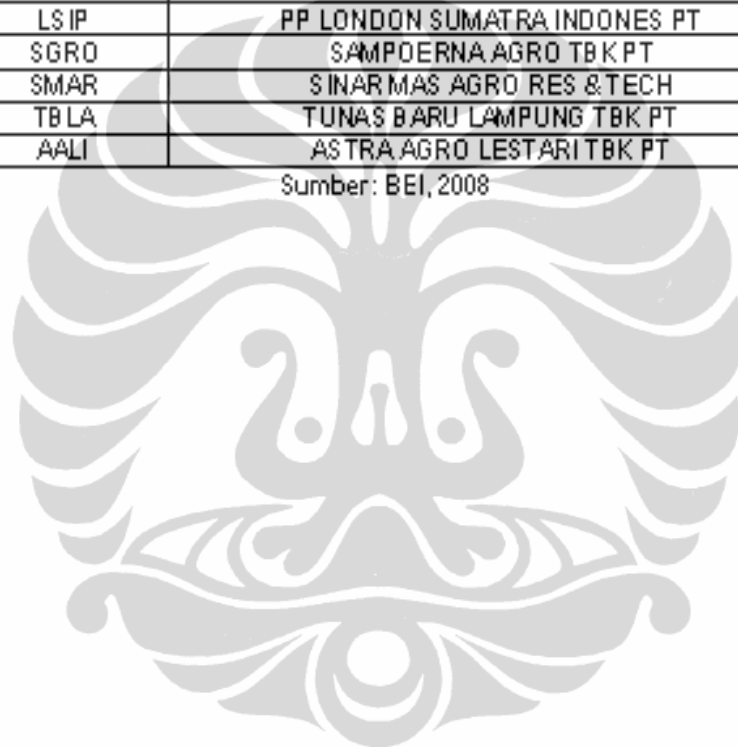 LSIP PP LONDON SUMATRA INDONES PT
SGRO SAMPOERNA AGRO TBK PT
SMAR SINAR MAS AGRO RES & TECH
TBLA TUNAS BARU LAMPUNG TBK PT
AALI ASTRA AGRO LESTARI TBK PT
Sumber: BEI, 2008